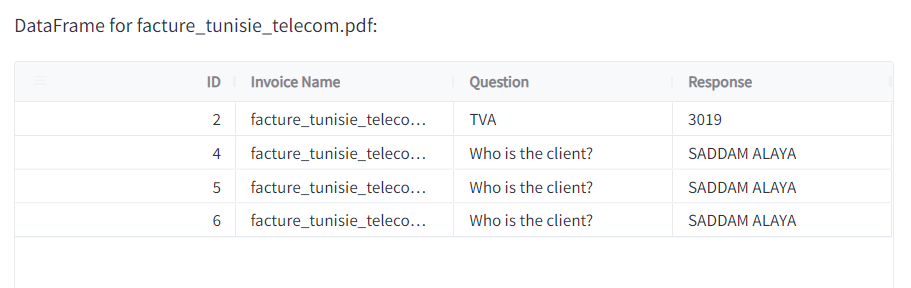 DataFrame for facture_tunisie_telecom.pdf:
ID Invoice Name Question Response
2 facture_tunisie_teleco... TVA 3019
4 facture_tunisie_teleco... Who is the client? SADDAM ALAYA
5 facture_tunisie_teleco... Who is the client? SADDAM ALAYA
6 facture_tunisie_teleco... Who is the client? SADDAM ALAYA